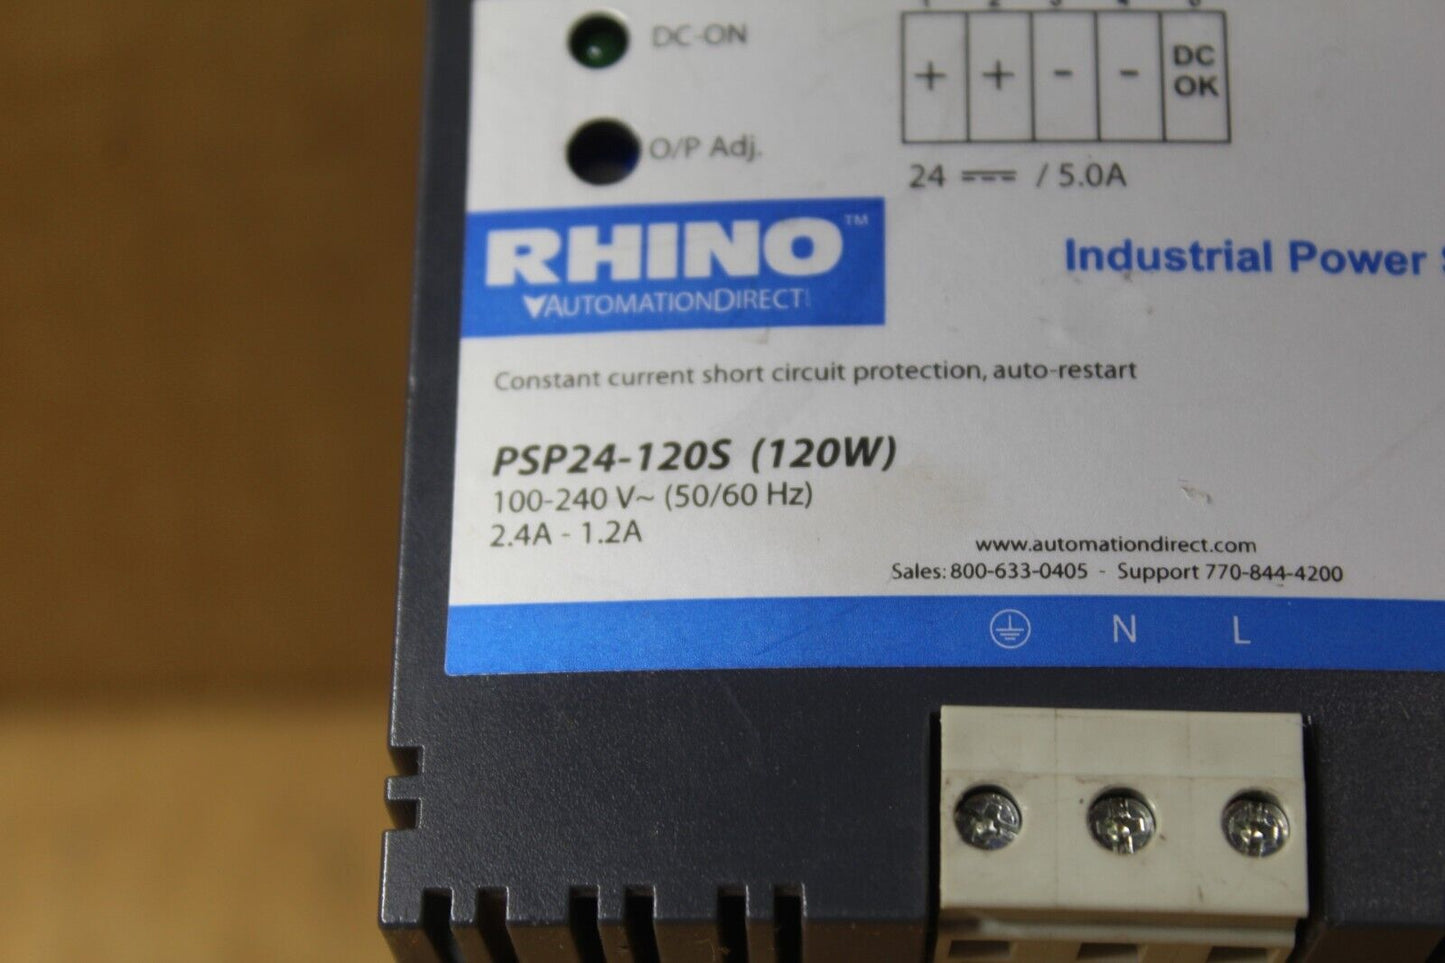 DC-ON
+ + - - DC OK
O/P Adj.
24 ⎓ / 5.0A
RHINO™
AUTOMATIONDIRECT
Industrial Power
Constant current short circuit protection, auto-restart
PSP24-120S (120W)
100-240 V~ (50/60 Hz)
2.4A - 1.2A
www.automationdirect.com
Sales: 800-633-0405 - Support 770-844-4200
N L